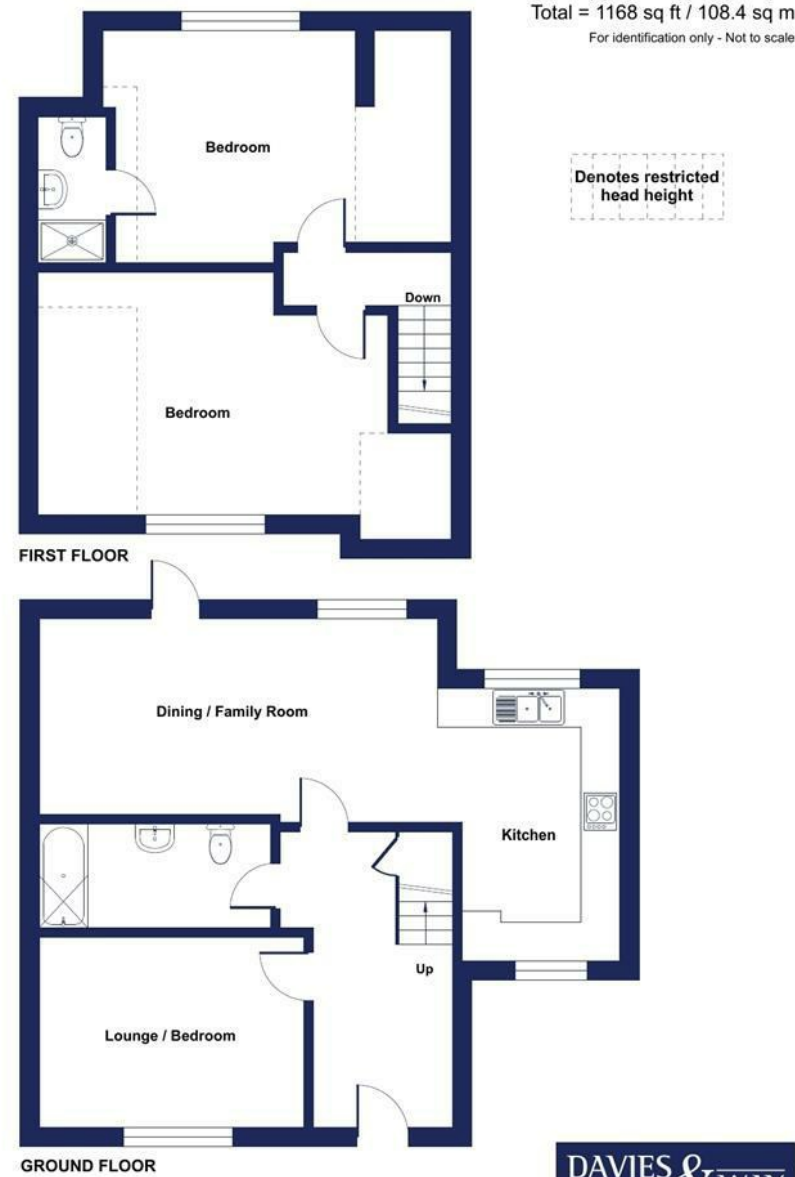 Total = 1168 sq ft / 108.4 sq m
For identification only - Not to scale
Bedroom
Denotes restricted
head height
Down
Bedroom
FIRST FLOOR
Dining / Family Room
Kitchen
Up
Lounge / Bedroom
GROUND FLOOR
DAVIES &